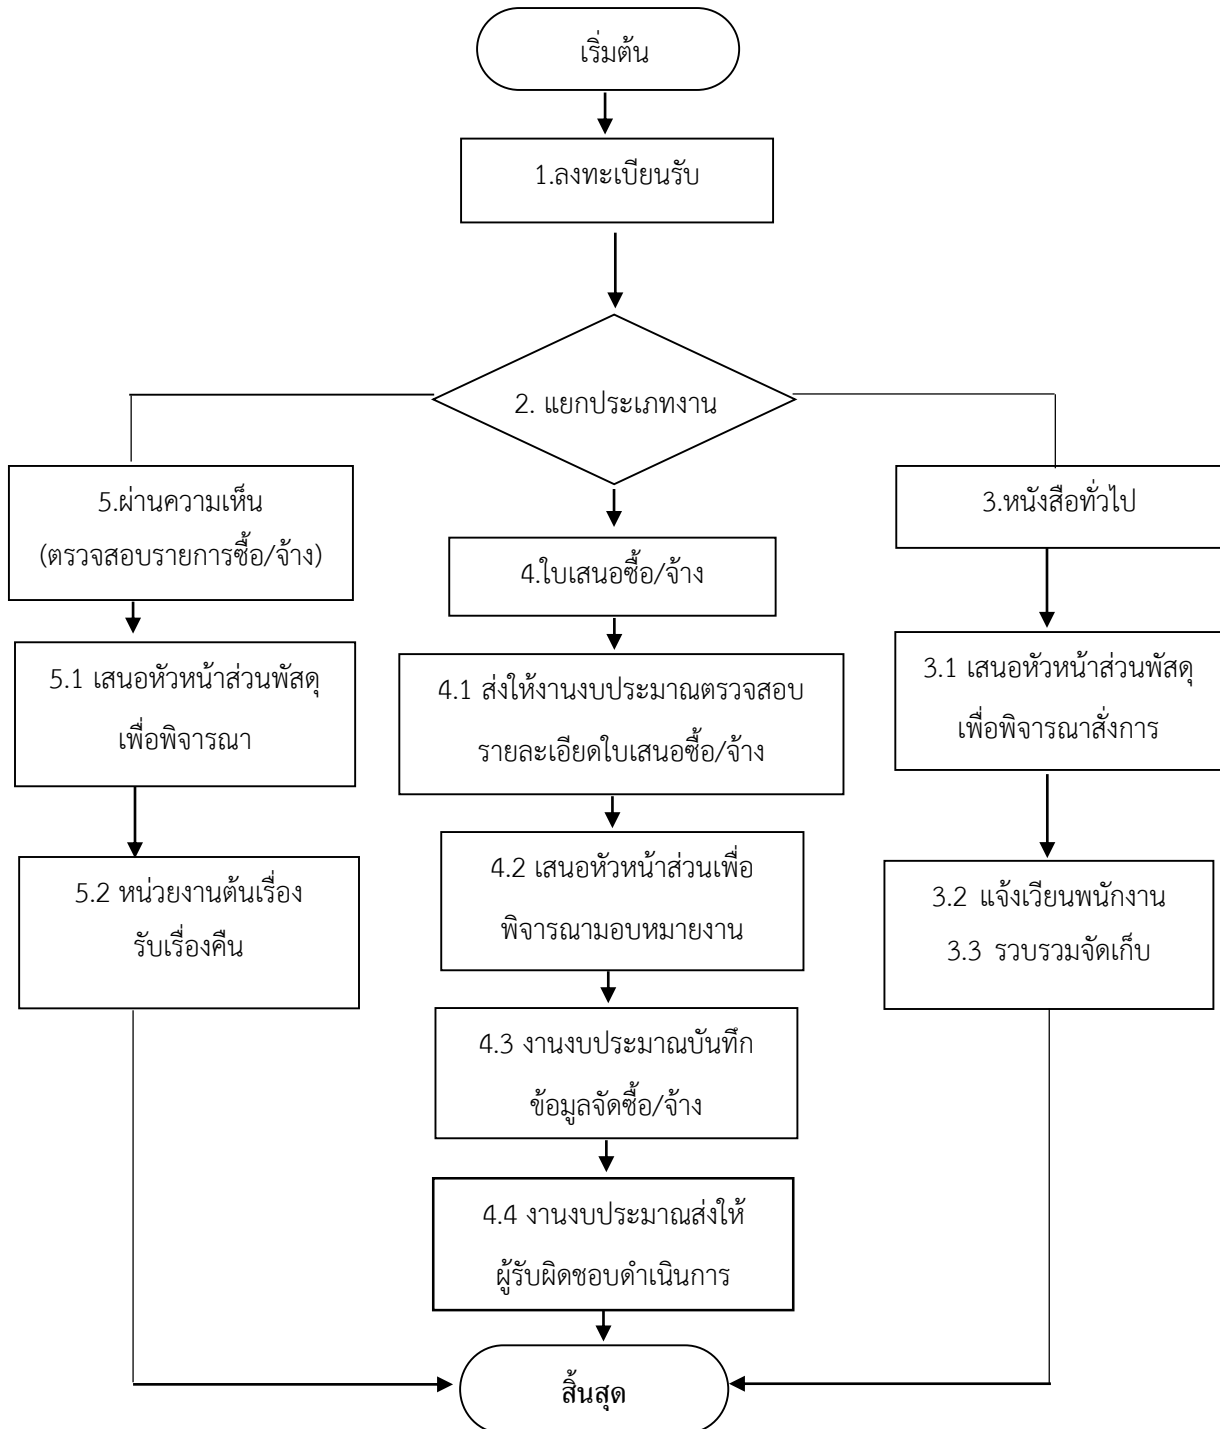 เริ่มต้น
1.ลงทะเบียนรับ
2. แยกประเภทงาน
5.ผ่านความเห็น
(ตรวจสอบรายการซื้อ/จ้าง)
5.1 เสนอหัวหน้าส่วนพัสดุ
เพื่อพิจารณา
5.2 หน่วยงานต้นเรื่อง
รับเรื่องคืน
4.ใบเสนอซื้อ/จ้าง
4.1 ส่งให้งานงบประมาณตรวจสอบ
รายละเอียดใบเสนอซื้อ/จ้าง
4.2 เสนอหัวหน้าส่วนเพื่อ
พิจารณามอบหมายงาน
4.3 งานงบประมาณบันทึก
ข้อมูลจัดซื้อ/จ้าง
4.4 งานงบประมาณส่งให้
ผู้รับผิดชอบดำเนินการ
3.หนังสือทั่วไป
3.1 เสนอหัวหน้าส่วนพัสดุ
เพื่อพิจารณาสั่งการ
3.2 แจ้งเวียนพนักงาน
3.3 รวบรวมจัดเก็บ
สิ้นสุด